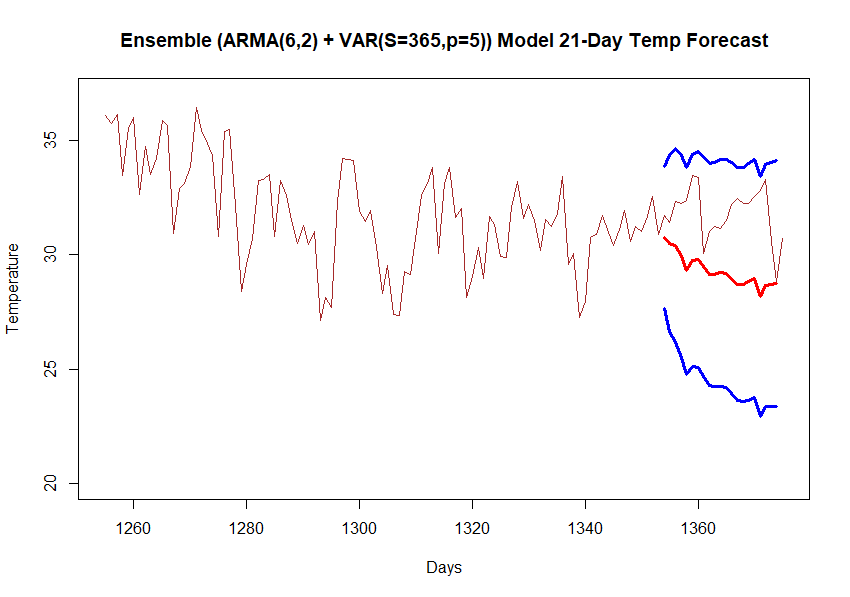 Ensemble (ARMA(6,2) + VAR(S=365,p=5)) Model 21-Day Temp Forecast
Temperature
35
30
25
20
1260 1280 1300 1320 1340 1360
Days